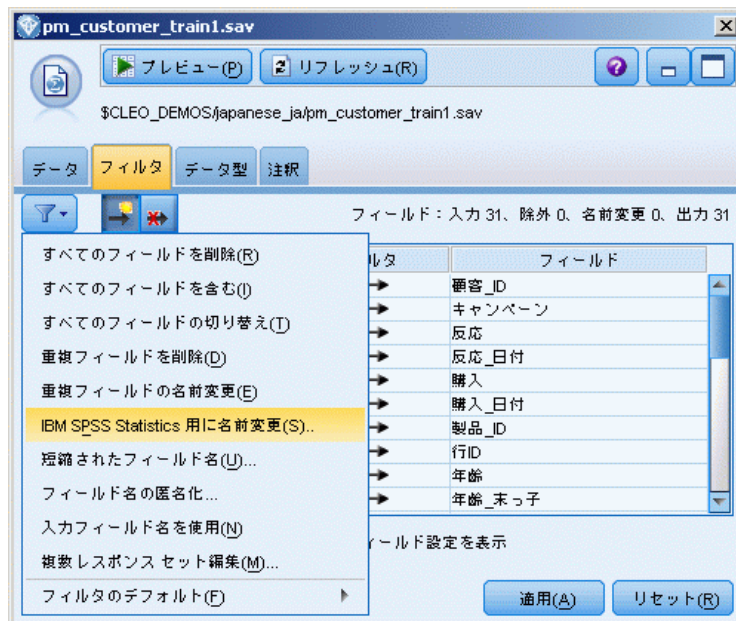 pm_customer_train1.sav
プレビュー(P) リフレッシュ(R)
$CLEO_DEMOS/japanese_ja/pm_customer_train1.sav
データ フィルタ データ型 注釈
フィールド：入力 31、除外 0、名前変更 0、出力 31
すべてのフィールドを削除(R)
すべてのフィールドを含む(I)
すべてのフィールドの切り替え(T)
重複フィールドを削除(D)
重複フィールドの名前変更(E)
IBM SPSS Statistics 用に名前変更(S)..
短縮されたフィールド名(U)...
フィールド名の匿名化...
入力フィールド名を使用(N)
複数レスポンス セット編集(M)...
フィルタのデフォルト(F)
ルタ フィールド
顧客_ID
キャンペーン
反応
反応_日付
購入
購入_日付
製品_ID
行ID
年齢
年齢_末っ子
ィールド設定を表示
適用(A) リセット(R)